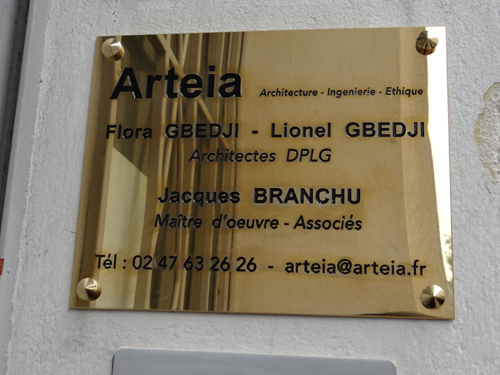 Arteia Architecture - Ingenierie - Ethique
Flora GBEDJI - Lionel GBEDJI
Architectes DPLG
Jacques BRANCHU
Maître d'oeuvre - Associés
Tél : 02 47 63 26 26 - arteia@arteia.fr